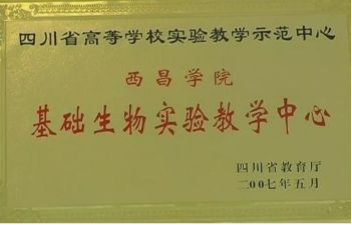 四川省高等学校实验教学示范中心
西昌学院
基础生物实验教学中心
四川省教育厅
二00七年五月